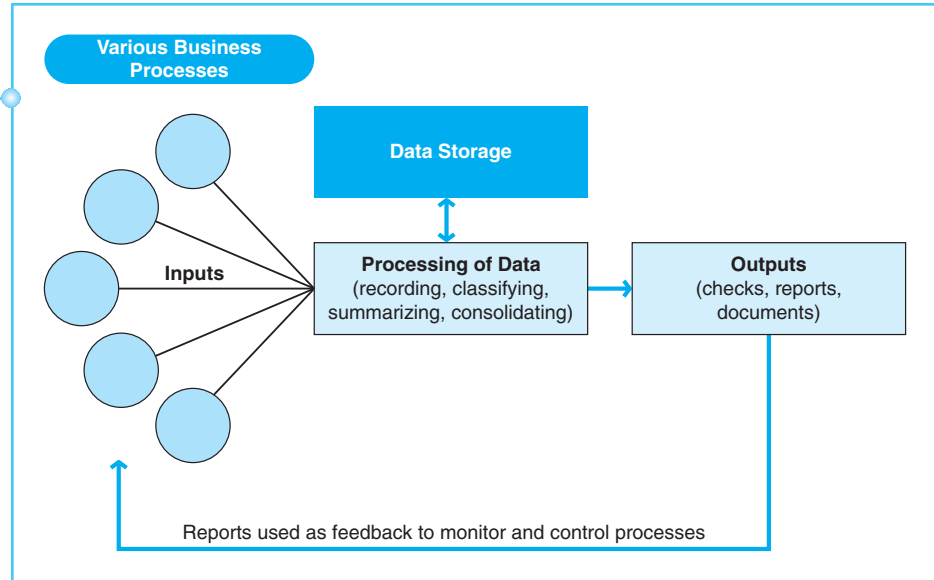 Various Business
Processes
Data Storage
Inputs
Processing of Data
(recording, classifying,
summarizing, consolidating)
Outputs
(checks, reports,
documents)
Reports used as feedback to monitor and control processes